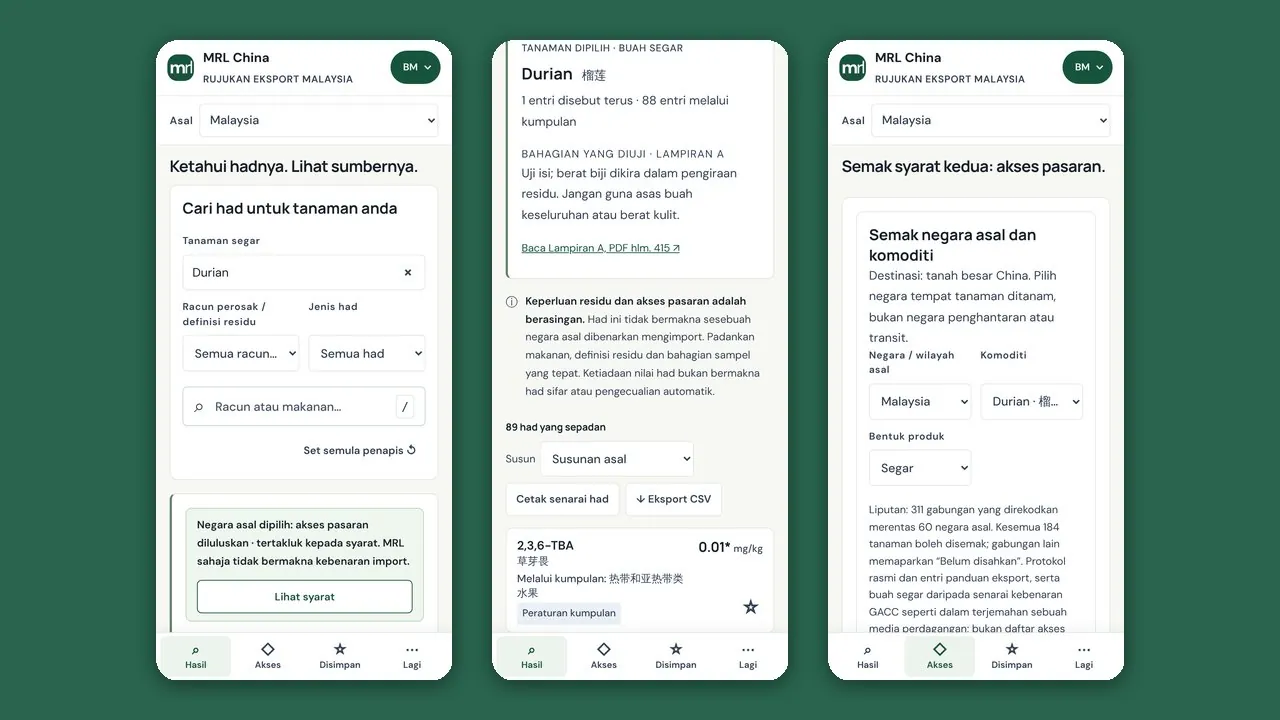 mrl
MRL China
RUJUKAN EKSPORT MALAYSIA
BM
Asal
Malaysia
Ketahui hadnya. Lihat sumbernya.
Cari had untuk tanaman anda
Tanaman segar
Durian
×
Racun perosak /
definisi residu
Jenis had
Semua racun...
Semua had
Racun atau makanan...
/
Set semula penapis
Negara asal dipilih: akses pasaran
diluluskan · tertakluk kepada syarat. MRL
sahaja tidak bermakna kebenaran import.
Lihat syarat
Hasil
Akses
Disimpan
Lagi
TANAMAN DIPILIH · BUAH SEGAR
Durian 榴莲
1 entri disebut terus · 88 entri melalui
kumpulan
BAHAGIAN YANG DIUJI · LAMPIRAN A
Uji isi; berat biji dikira dalam pengiraan
residu. Jangan guna asas buah
keseluruhan atau berat kulit.
Baca Lampiran A, PDF hlm. 415 ↗
Keperluan residu dan akses pasaran adalah
berasingan. Had ini tidak bermakna sesebuah
negara asal dibenarkan mengimport. Padankan
makanan, definisi residu dan bahagian sampel
yang tepat. Ketiadaan nilai had bukan bermakna
had sifar atau pengecualian automatik.
89 had yang sepadan
Susun
Susunan asal
Cetak senarai had
↓ Eksport CSV
2,3,6-TBA
0.01* mg/kg
草芽畏
Melalui kumpulan: 热带和亚热带类
水果
Peraturan kumpulan
Hasil
Akses
Disimpan
Lagi
mrl
MRL China
RUJUKAN EKSPORT MALAYSIA
BM
Asal
Malaysia
Semak syarat kedua: akses pasaran.
Semak negara asal dan
komoditi
Destinasi: tanah besar China. Pilih
negara tempat tanaman ditanam,
bukan negara penghantaran atau
transit.
Negara / wilayah
asal
Komoditi
Malaysia
Durian · 榴...
Bentuk produk
Segar
Liputan: 311 gabungan yang direkodkan
merentas 60 negara asal. Kesemua 184
tanaman boleh disemak; gabungan lain
memaparkan “Belum disahkan”. Protokol
rasmi dan entri panduan eksport, serta
buah segar daripada senarai kebenaran
GACC seperti dalam terjemahan sebuah
media perdagangan; bukan daftar akses
Hasil
Akses
Disimpan
Lagi